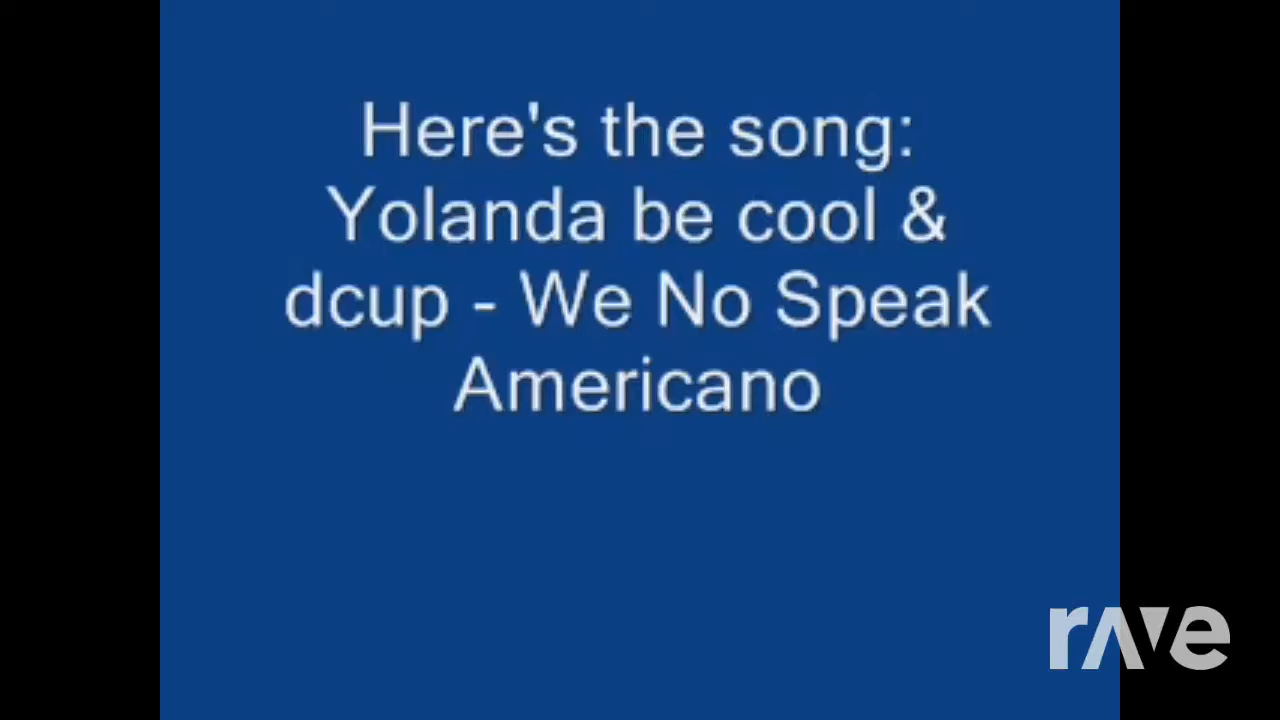 Here's the song:
Yolanda be cool &
dcup - We No Speak
Americano
rave